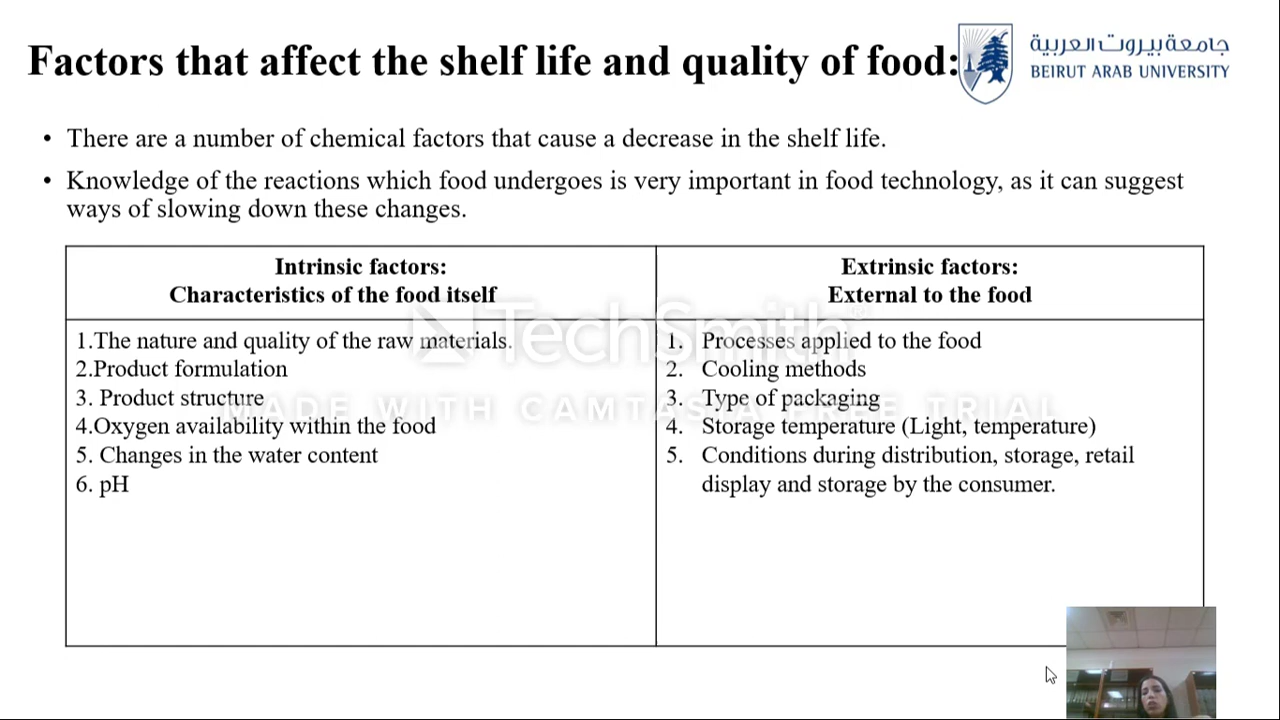 Factors that affect the shelf life and quality of food:
جامعة بيروت العربية
BEIRUT ARAB UNIVERSITY
• There are a number of chemical factors that cause a decrease in the shelf life.
• Knowledge of the reactions which food undergoes is very important in food technology, as it can suggest
ways of slowing down these changes.
Intrinsic factors:
Characteristics of the food itself
Extrinsic factors:
External to the food
1.The nature and quality of the raw materials.
2.Product formulation
3. Product structure
4.Oxygen availability within the food
5. Changes in the water content
6. pH
1. Processes applied to the food
2. Cooling methods
3. Type of packaging
4. Storage temperature (Light, temperature)
5. Conditions during distribution, storage, retail
display and storage by the consumer.
TechSmith
MADE WITH CAMTASIA FREE TRIAL